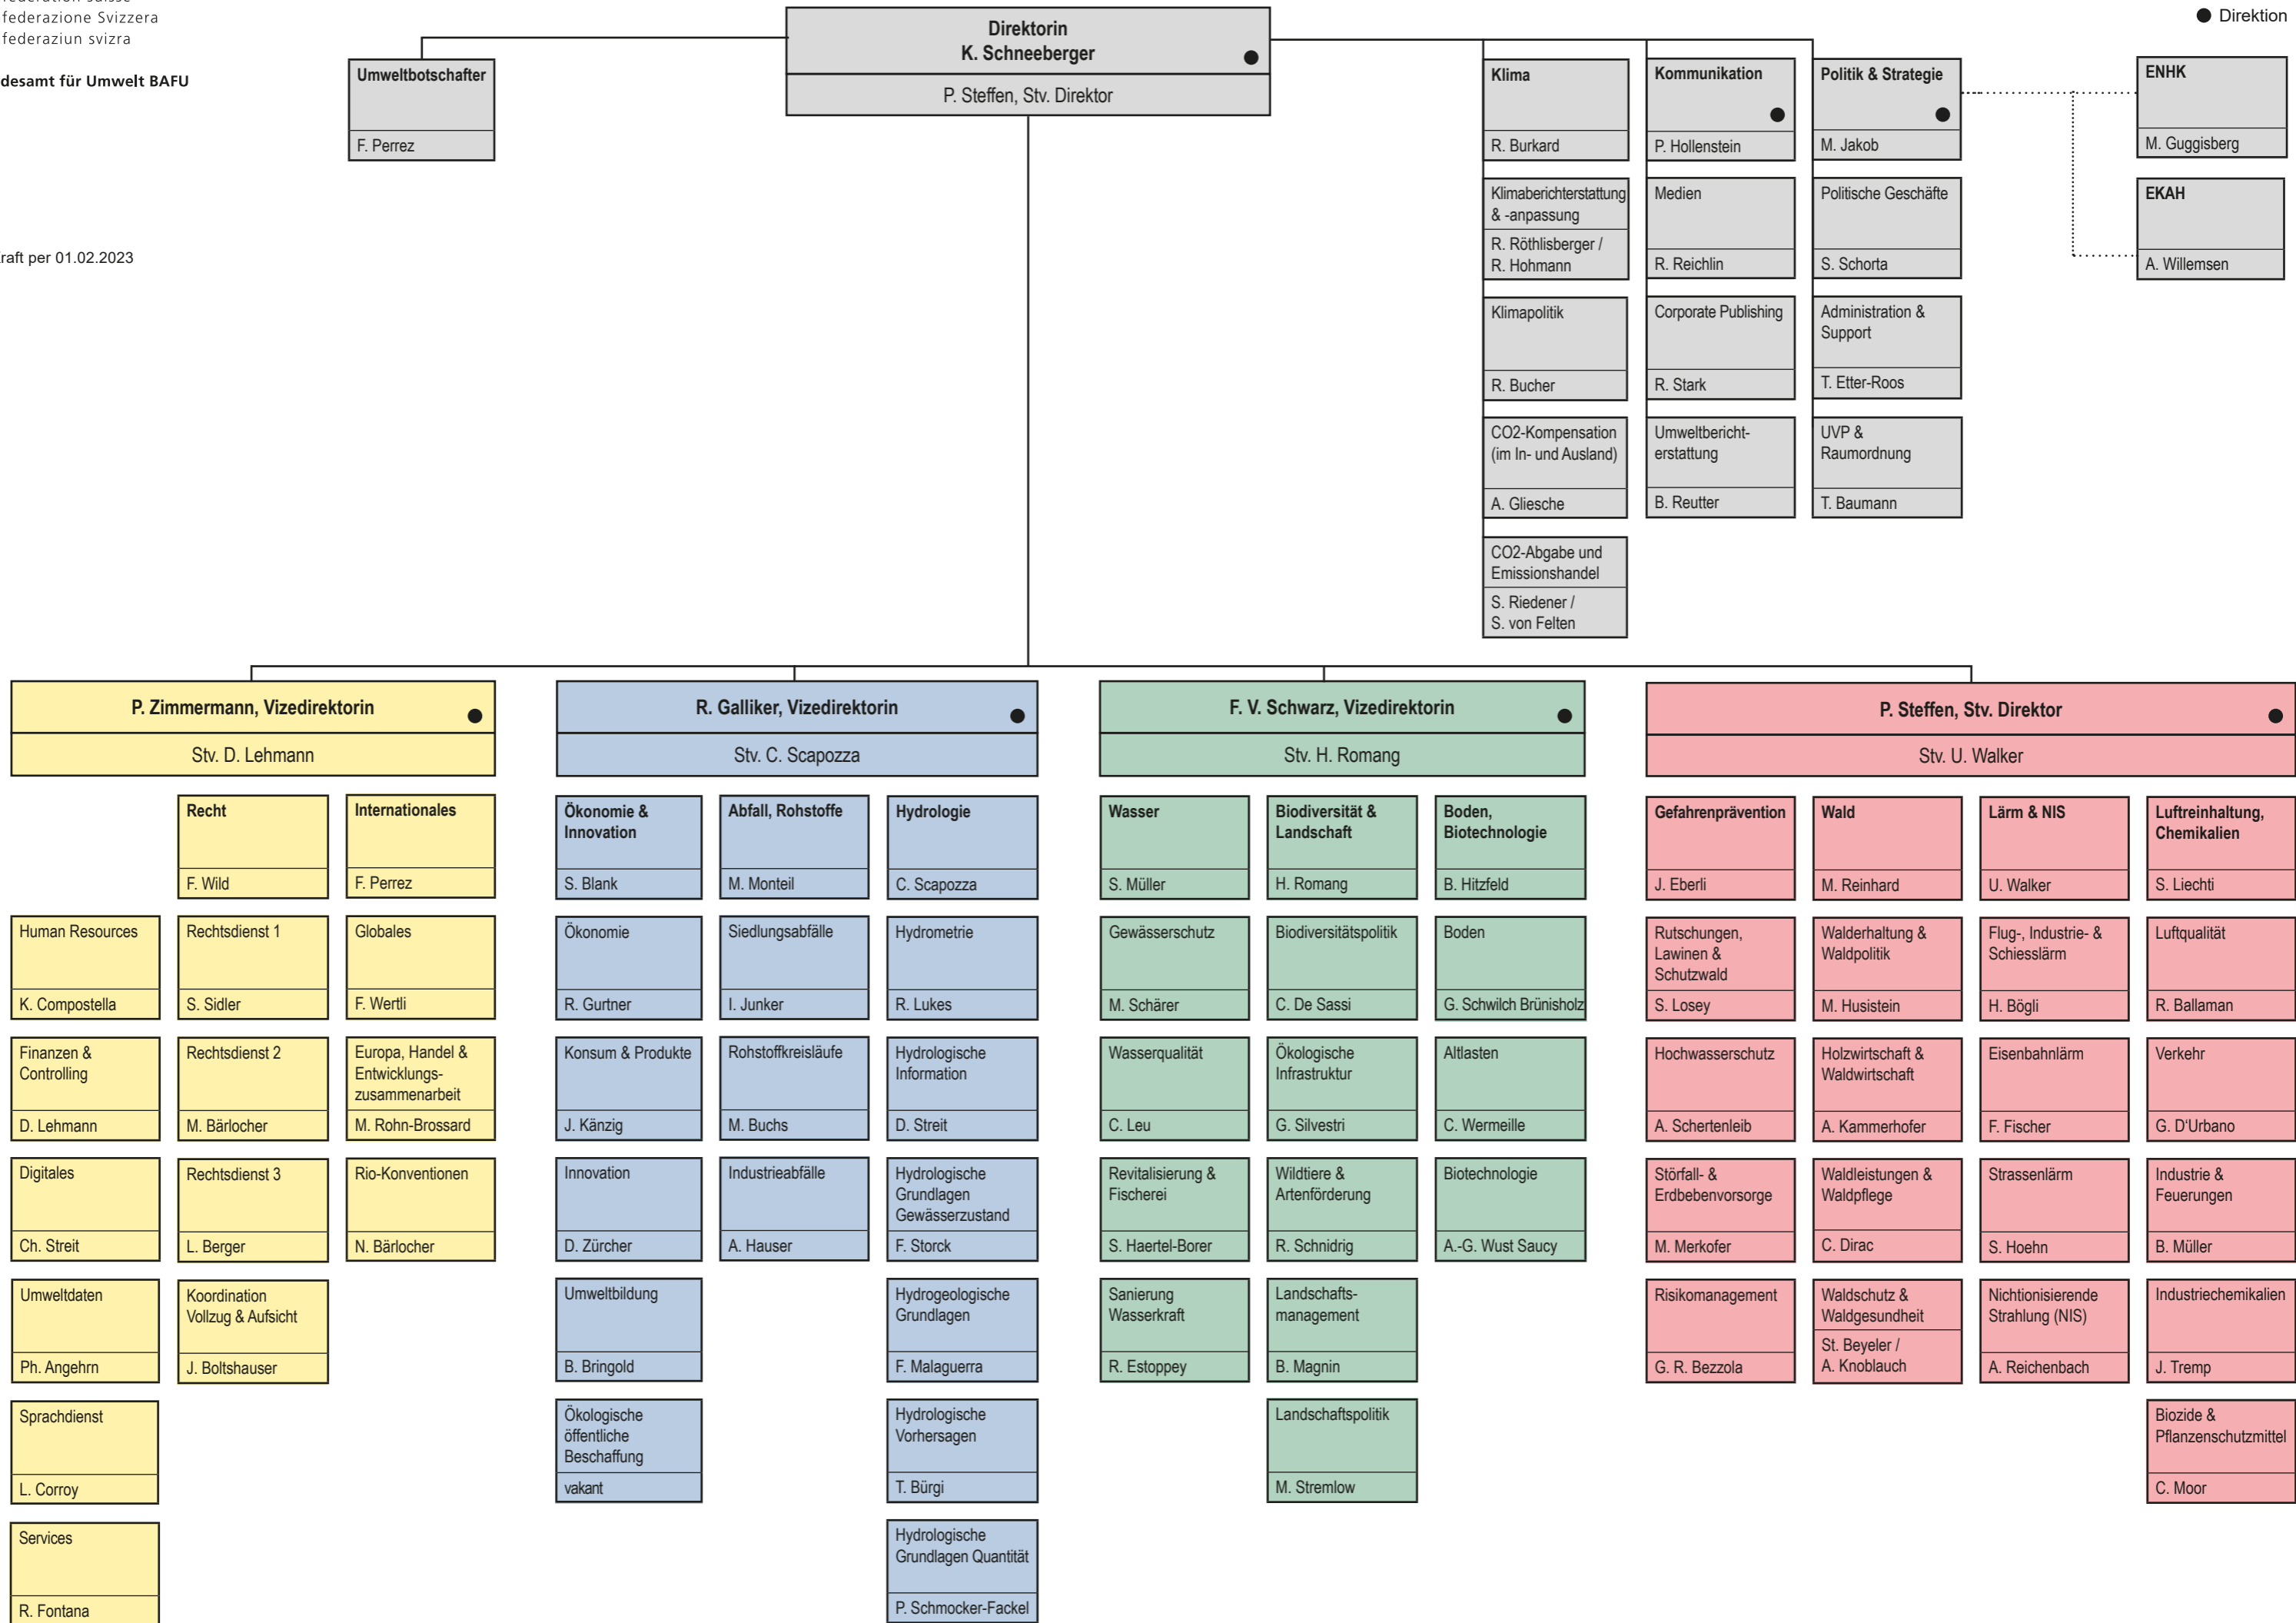 federazione Svizzera
federaziun svizra
desamt für Umwelt BAFU
raft per 01.02.2023
Direktion
Direktorin
K. Schneeberger
P. Steffen, Stv. Direktor
Umweltbotschafter
F. Perrez
Klima
R. Burkard
Klimaberichterstattung
& -anpassung
R. Röthlisberger /
R. Hohmann
Klimapolitik
R. Bucher
CO2-Kompensation
(im In- und Ausland)
A. Gliesche
CO2-Abgabe und
Emissionshandel
S. Riedener /
S. von Felten
Kommunikation
P. Hollenstein
Medien
R. Reichlin
Corporate Publishing
R. Stark
Umweltbericht-
erstattung
B. Reutter
Politik & Strategie
M. Jakob
Politische Geschäfte
S. Schorta
Administration &
Support
T. Etter-Roos
UVP &
Raumordnung
T. Baumann
ENHK
M. Guggisberg
EKAH
A. Willemsen
P. Zimmermann, Vizedirektorin
Stv. D. Lehmann
Human Resources
K. Compostella
Finanzen &
Controlling
D. Lehmann
Digitales
Ch. Streit
Umweltdaten
Ph. Angehrn
Sprachdienst
L. Corroy
Services
R. Fontana
Recht
F. Wild
Rechtsdienst 1
S. Sidler
Rechtsdienst 2
M. Bärlocher
Rechtsdienst 3
L. Berger
Koordination
Vollzug & Aufsicht
J. Boltshauser
Internationales
F. Perrez
Globales
F. Wertli
Europa, Handel &
Entwicklungs-
zusammenarbeit
M. Rohn-Brossard
Rio-Konventionen
N. Bärlocher
R. Galliker, Vizedirektorin
Stv. C. Scapozza
Ökonomie &
Innovation
S. Blank
Ökonomie
R. Gurtner
Konsum & Produkte
J. Känzig
Innovation
D. Zürcher
Umweltbildung
B. Bringold
Ökologische
öffentliche
Beschaffung
vakant
Abfall, Rohstoffe
M. Monteil
Siedlungsabfälle
I. Junker
Rohstoffkreisläufe
M. Buchs
Industrieabfälle
A. Hauser
Hydrologie
C. Scapozza
Hydrometrie
R. Lukes
Hydrologische
Information
D. Streit
Hydrologische
Grundlagen
Gewässerzustand
F. Storck
Hydrogeologische
Grundlagen
F. Malaguerra
Hydrologische
Vorhersagen
T. Bürgi
Hydrologische
Grundlagen Quantität
P. Schmocker-Fackel
F. V. Schwarz, Vizedirektorin
Stv. H. Romang
Wasser
S. Müller
Gewässerschutz
M. Schärer
Wasserqualität
C. Leu
Revitalisierung &
Fischerei
S. Haertel-Borer
Sanierung
Wasserkraft
R. Estoppey
Biodiversität &
Landschaft
H. Romang
Biodiversitätspolitik
C. De Sassi
Ökologische
Infrastruktur
G. Silvestri
Wildtiere &
Artenförderung
R. Schnidrig
Landschafts-
management
B. Magnin
Landschaftspolitik
M. Stremlow
Boden,
Biotechnologie
B. Hitzfeld
Boden
G. Schwilch Brünisholz
Altlasten
C. Wermeille
Biotechnologie
A.-G. Wust Saucy
P. Steffen, Stv. Direktor
Stv. U. Walker
Gefahrenprävention
J. Eberli
Rutschungen,
Lawinen &
Schutzwald
S. Losey
Hochwasserschutz
A. Schertenleib
Störfall- &
Erdbebenvorsorge
M. Merkofer
Risikomanagement
G. R. Bezzola
Wald
M. Reinhard
Walderhaltung &
Waldpolitik
M. Husistein
Holzwirtschaft &
Waldwirtschaft
A. Kammerhofer
Waldleistungen &
Waldpflege
C. Dirac
Waldschutz &
Waldgesundheit
St. Beyeler /
A. Knoblauch
Lärm & NIS
U. Walker
Flug-, Industrie- &
Schiesslärm
H. Bögli
Eisenbahnlärm
F. Fischer
Strassenlärm
S. Hoehn
Nichtionisierende
Strahlung (NIS)
A. Reichenbach
Luftreinhaltung,
Chemikalien
S. Liechti
Luftqualität
R. Ballaman
Verkehr
G. D'Urbano
Industrie &
Feuerungen
B. Müller
Industriechemikalien
J. Tremp
Biozide &
Pflanzenschutzmittel
C. Moor